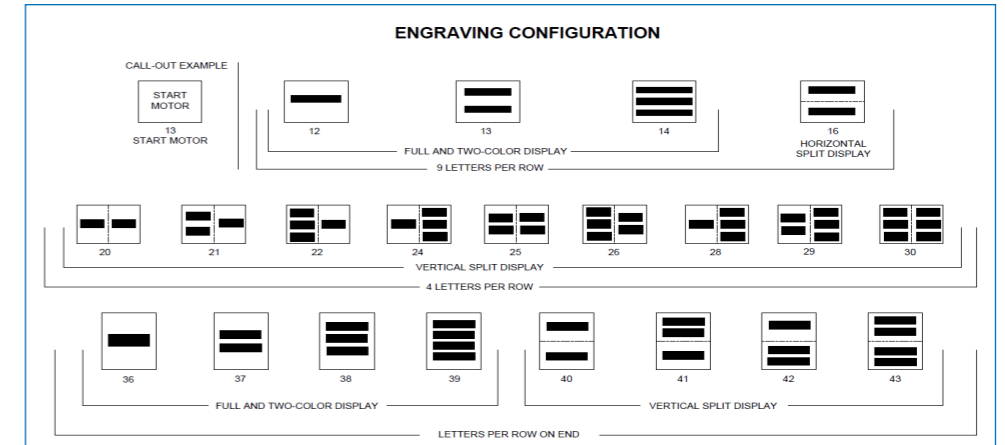 ENGRAVING CONFIGURATION
CALL-OUT EXAMPLE
START
MOTOR
13
START MOTOR
12
13
14
16
HORIZONTAL
SPLIT DISPLAY
FULL AND TWO-COLOR DISPLAY
9 LETTERS PER ROW
20
21
22
24
25
26
28
29
30
VERTICAL SPLIT DISPLAY
4 LETTERS PER ROW
36
37
38
39
40
41
42
43
FULL AND TWO-COLOR DISPLAY
VERTICAL SPLIT DISPLAY
LETTERS PER ROW ON END